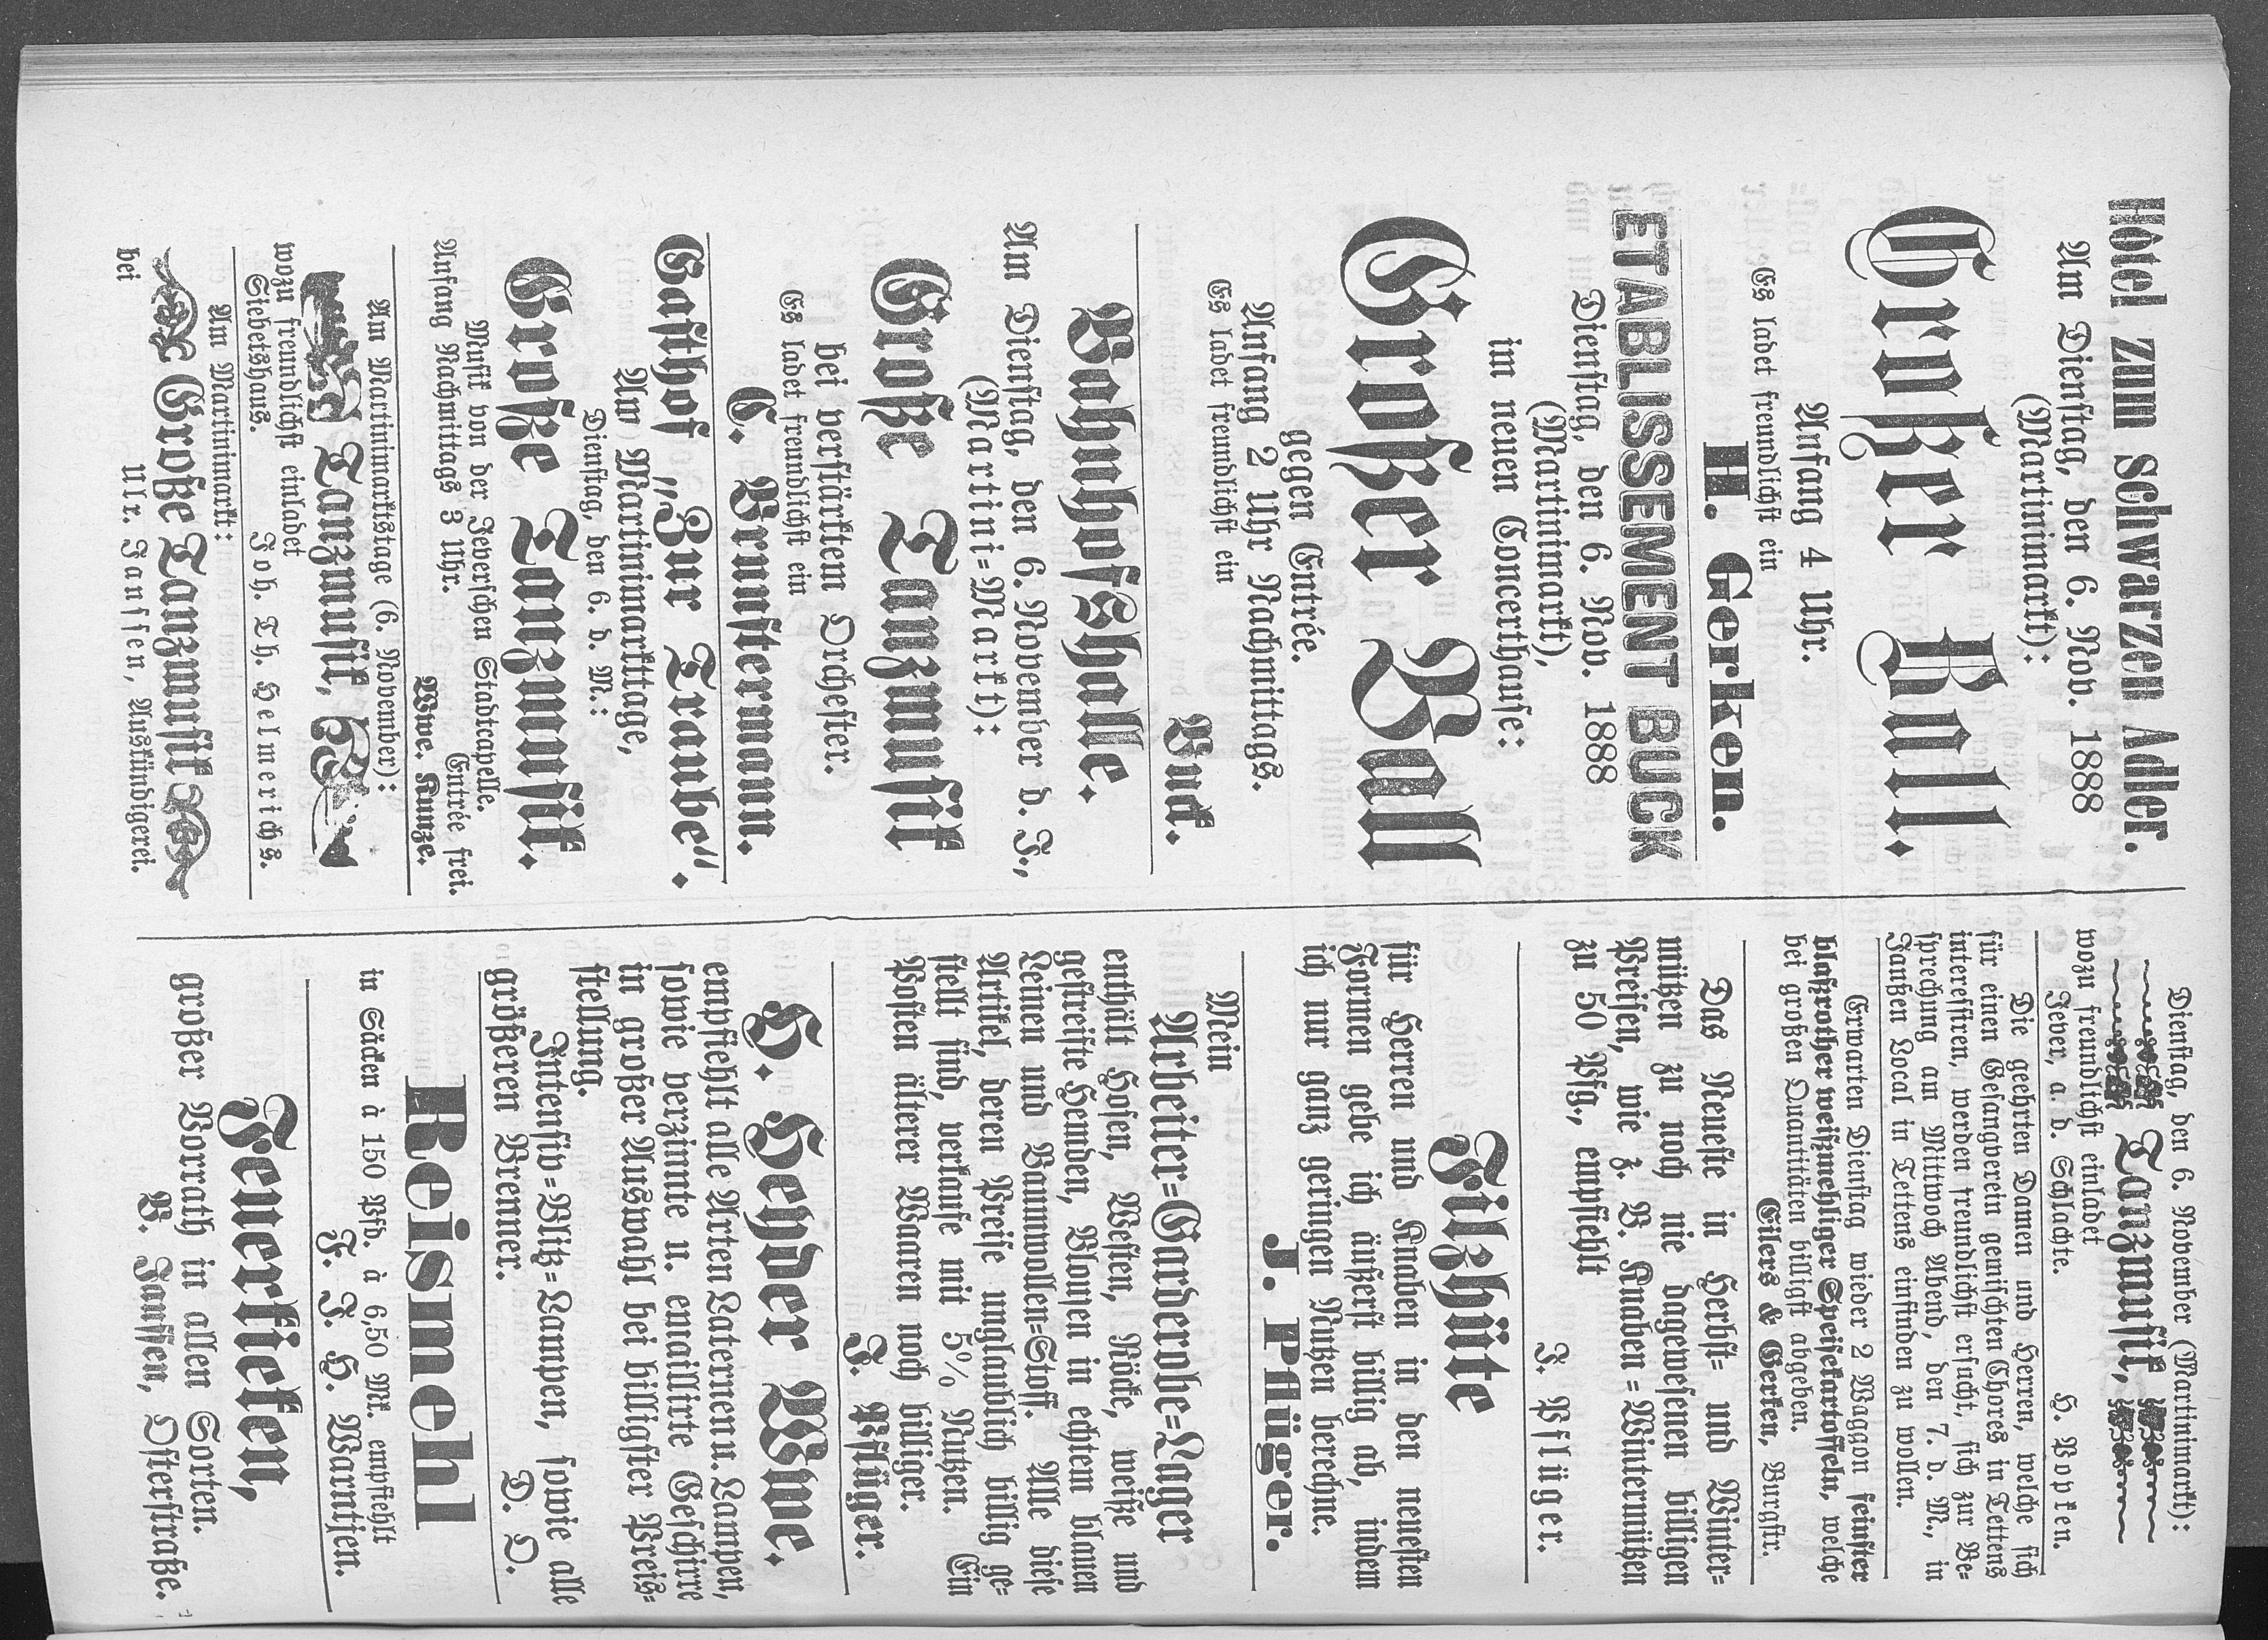 Hôtel zum schwarzen Adler.
Am Dienstag, den 6. Nov. 1888
(Martinimarkt):
Großer Ball.
Anfang 4 Uhr.
Es ladet freundlichst ein
H. Gerken.
ETABLISSEMENT BUCK
Dienstag, den 6. Nov. 1888
(Martinimarkt),
im neuen Concerthause:
Großer Ball
gegen Entrée.
Anfang 2 Uhr Nachmittags.
Es ladet freundlichst ein
Buck.
Bahnhofshalle.
Am Dienstag, den 6. November d. J.,
(Martini-Markt):
Große Tanzmusik
bei verstärktem Orchester.
Es ladet freundlichst ein
C. Brunstermann.
Gasthof „Zur Traube".
Am Martinimarkttage,
Dienstag, den 6. d. M.:
Große Tanzmusik.
Musik von der Jeverschen Stadtcapelle.
Anfang Nachmittags 3 Uhr. Entrée frei.
Wwe. Kunze.
Am Martinimarktstage (6. November):
Tanzmusik,
wozu freundlichst einladet
Siebetshaus. Joh. Th. Helmerichs.
Am Martinimarkt:
Große Tanzmusik
bei Ulr. Janssen, Auskündigerei.
Dienstag, den 6. November (Martinimarkt):
Tanzmusik,
wozu freundlichst einladet
Jever, a. d. Schlachte. H. Popken.
Die geehrten Damen und Herren, welche sich
für einen Gesangverein gemischten Chores in Tettens
interessiren, werden freundlichst ersucht, sich zur Be-
sprechung am Mittwoch Abend, den 7. d. M., in
Janßen Local in Tettens einfinden zu wollen.
Erwarten Dienstag wieder 2 Waggon feinster
blaßrother weißmehliger Speisekartoffeln, welche
bei großen Quantitäten billigst abgeben.
Eilers & Gerken, Burgstr.
Das Neueste in Herbst- und Winter-
mützen zu noch nie dagewesenen billigen
Preisen, wie z. B. Knaben-Wintermützen
zu 50 Pfg., empfiehlt
J. Pflüger.
Filzhüte
für Herren und Knaben in den neuesten
Formen gebe ich äußerst billig ab, indem
ich nur ganz geringen Nutzen berechne.
J. Pflüger.
Mein
Arbeiter-Garderobe-Lager
enthält Hosen, Westen, Röcke, weiße und
gestreifte Hemden, Blousen in echtem blauen
Leinen und Baumwollen-Stoff. Alle diese
Artikel, deren Preise unglaublich billig ge-
stellt sind, verkaufe mit 5% Nutzen. Ein
Posten älterer Waaren noch billiger.
J. Pflüger.
H. Heyder Wwe.
empfiehlt alle Arten Laternen u. Lampen,
sowie verzinnte u. emaillirte Geschirre
in großer Auswahl bei billigster Preis-
stellung.
Intensiv-Blitz-Lampen, sowie alle
größeren Brenner. D. O.
Reismehl
in Säcken à 150 Pfd. à 6,50 Mk. empfiehlt
J. J. H. Warntjen.
Feuerkieken,
großer Vorrath in allen Sorten.
B. Janssen, Osterstraße.